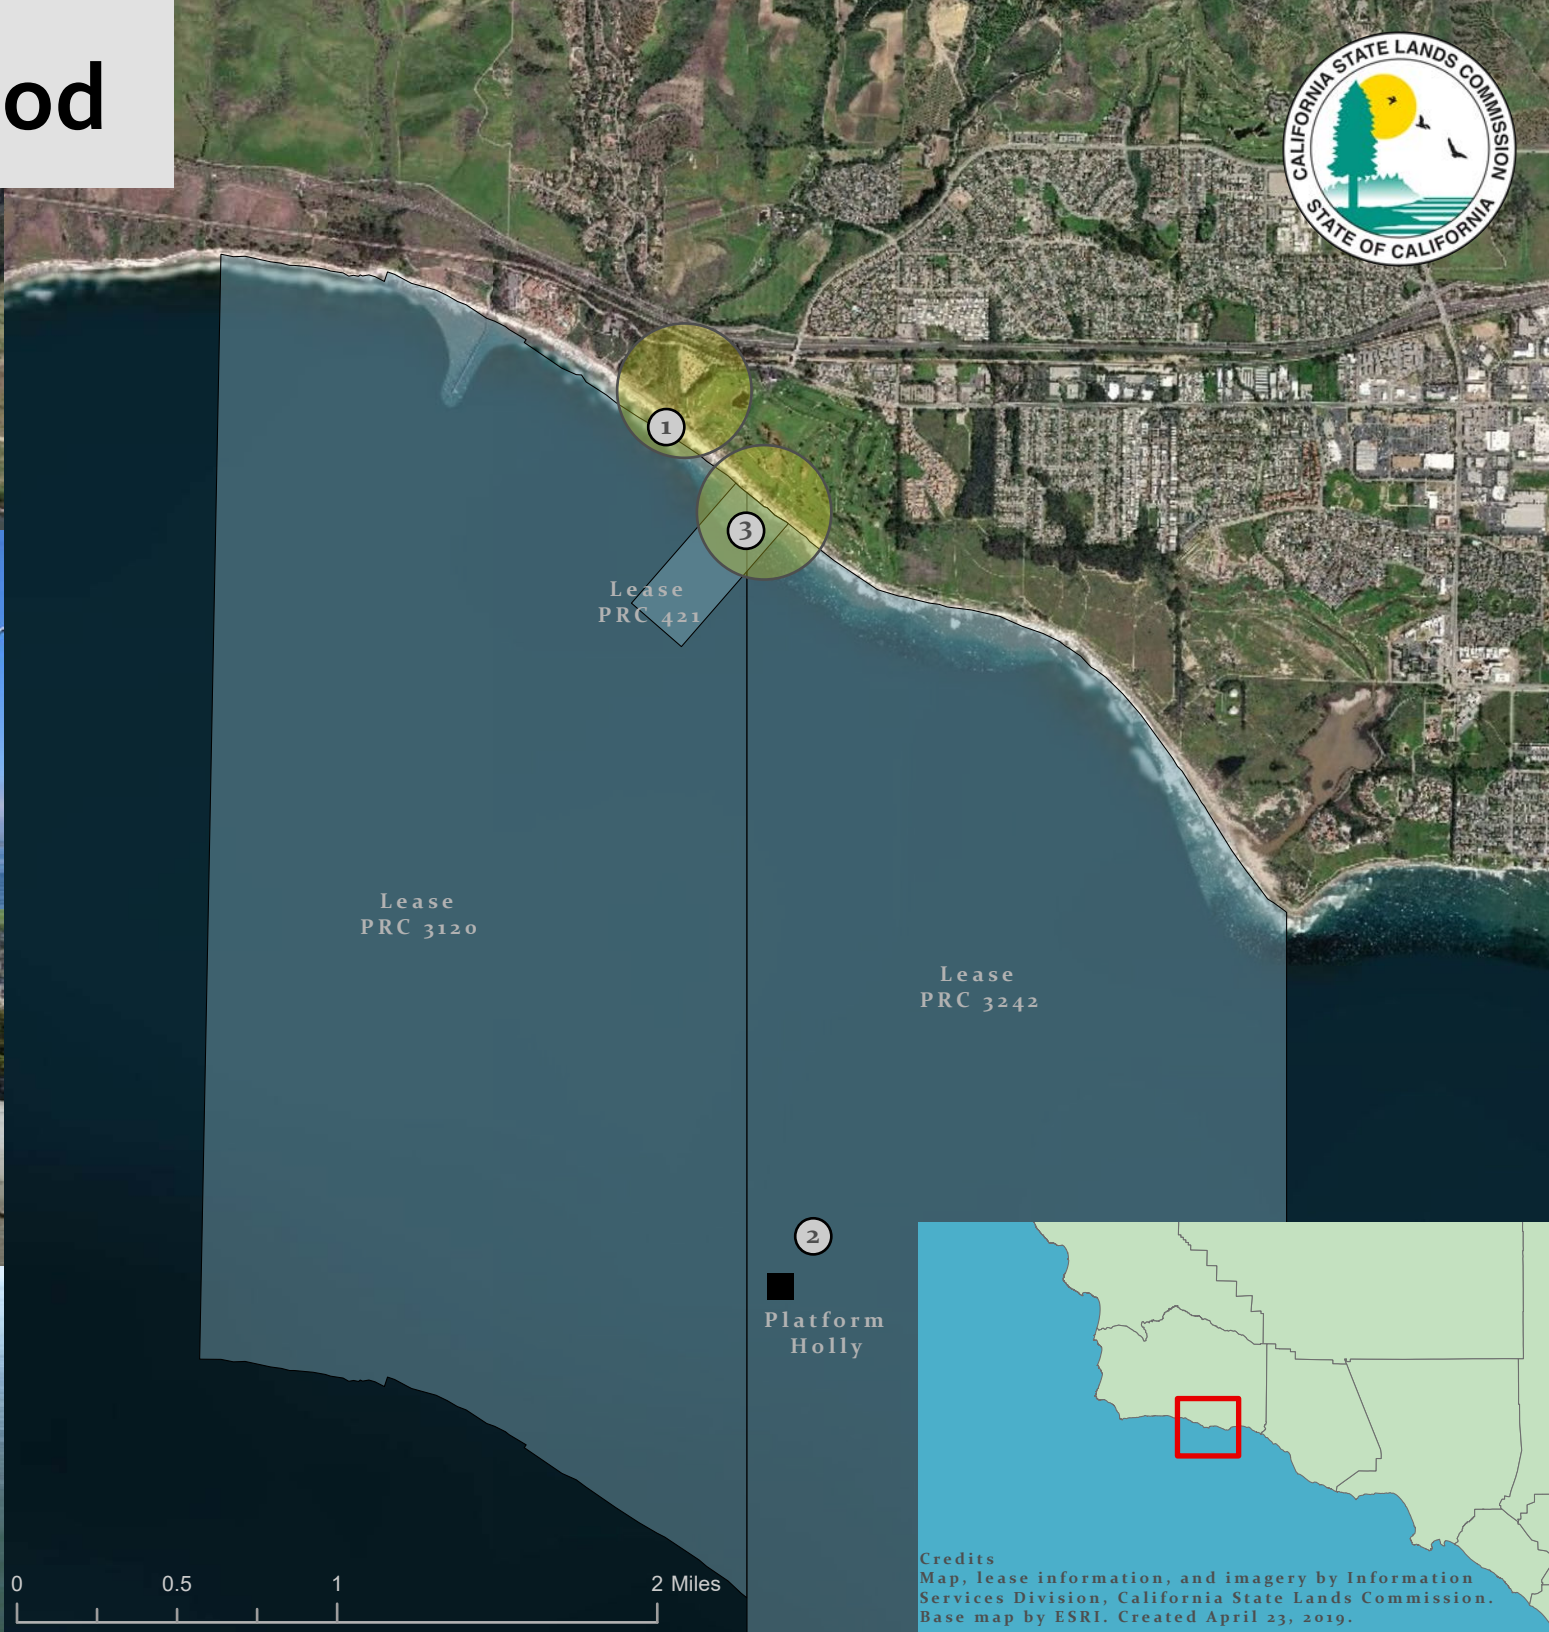 od
CALIFORNIA STATE LANDS COMMISSION
STATE OF CALIFORNIA
1
3
Lease
PRC 421
Lease
PRC 3120
Lease
PRC 3242
2
Platform
Holly
0 0.5 1 2 Miles
Credits
Map, lease information, and imagery by Information
Services Division, California State Lands Commission.
Base map by ESRI. Created April 23, 2019.